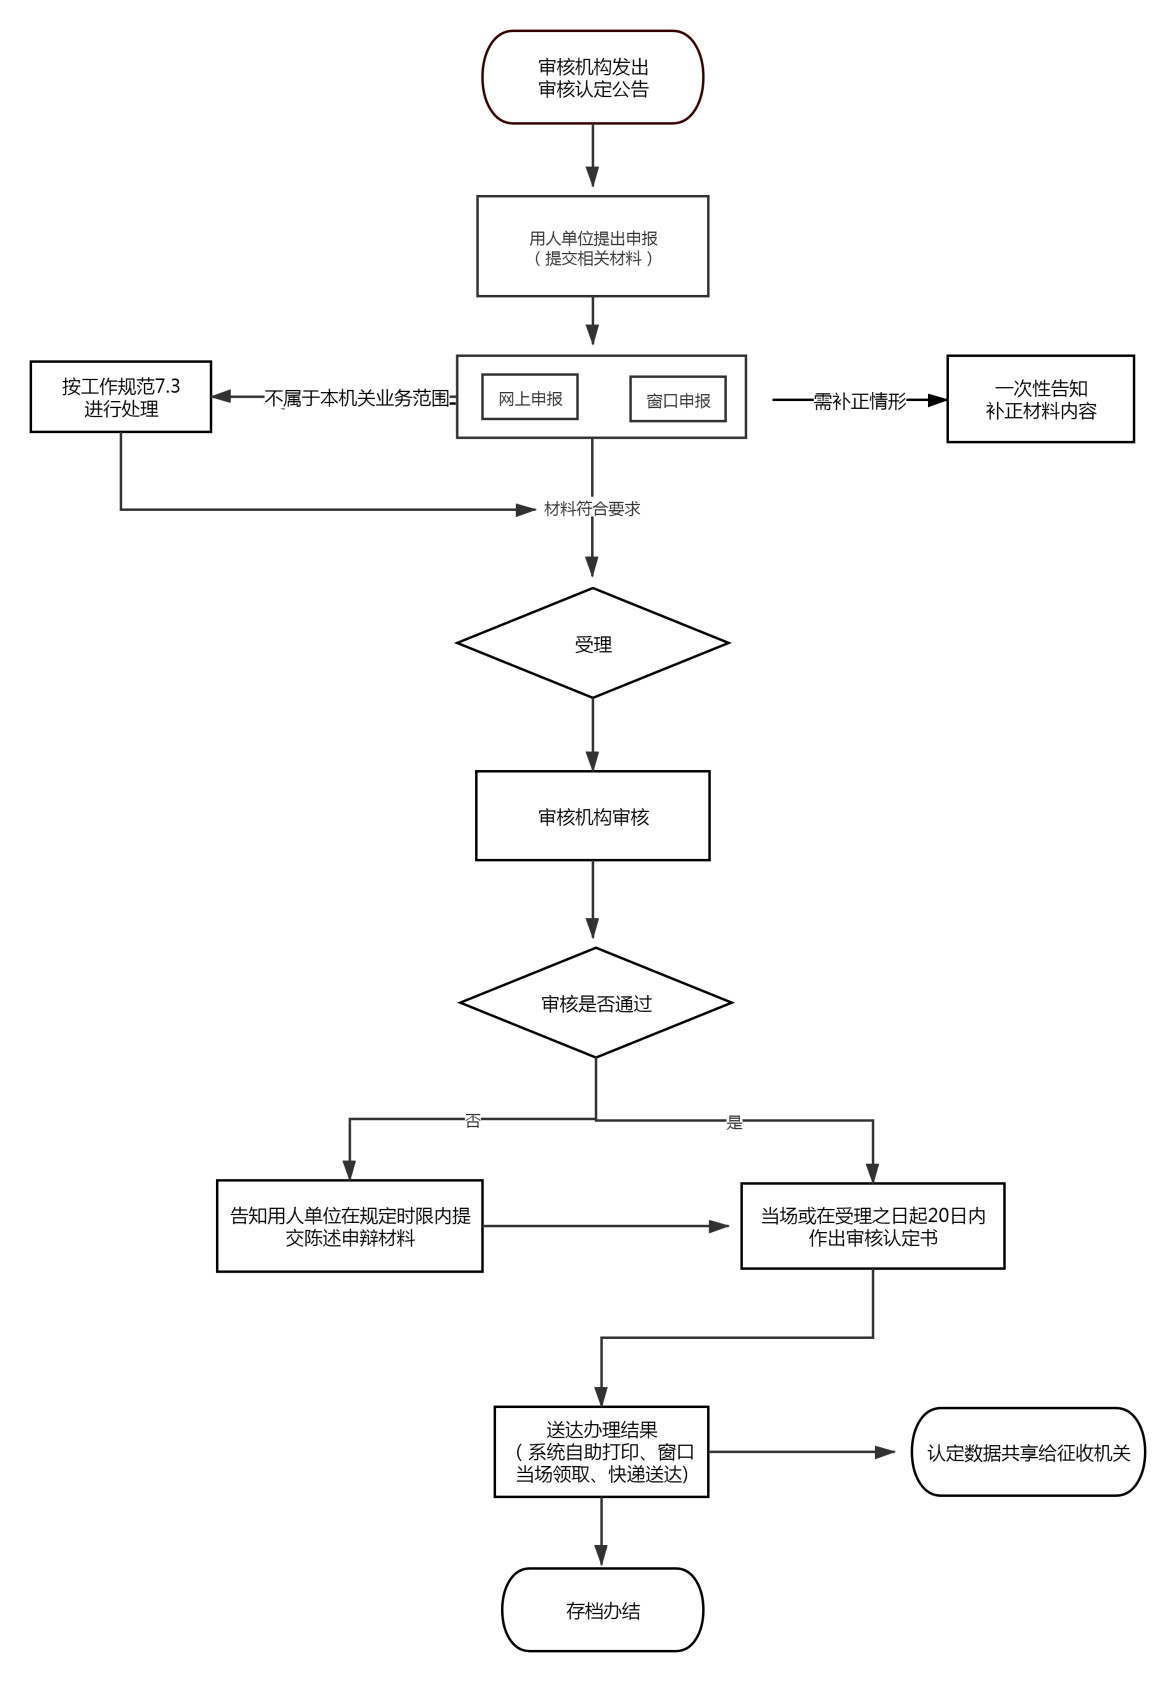 审核机构发出
审核认定公告
用人单位提出申报
（提交相关材料）
按工作规范7.3
进行处理
不属于本机关业务范围
网上申报
窗口申报
需补正情形
一次性告知
补正材料内容
材料符合要求
受理
审核机构审核
审核是否通过
否
是
告知用人单位在规定时限内提
交陈述申辩材料
当场或在受理之日起20日内
作出审核认定书
送达办理结果
（系统自助打印、窗口
当场领取、快递送达)
认定数据共享给征收机关
存档办结